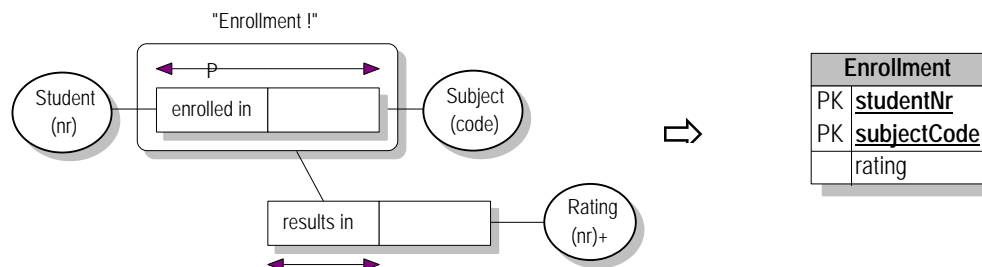 "Enrollment !"
P
Student
(nr)
enrolled in
Subject
(code)
results in
Rating
(nr)+
Enrollment
PK studentNr
PK subjectCode
rating